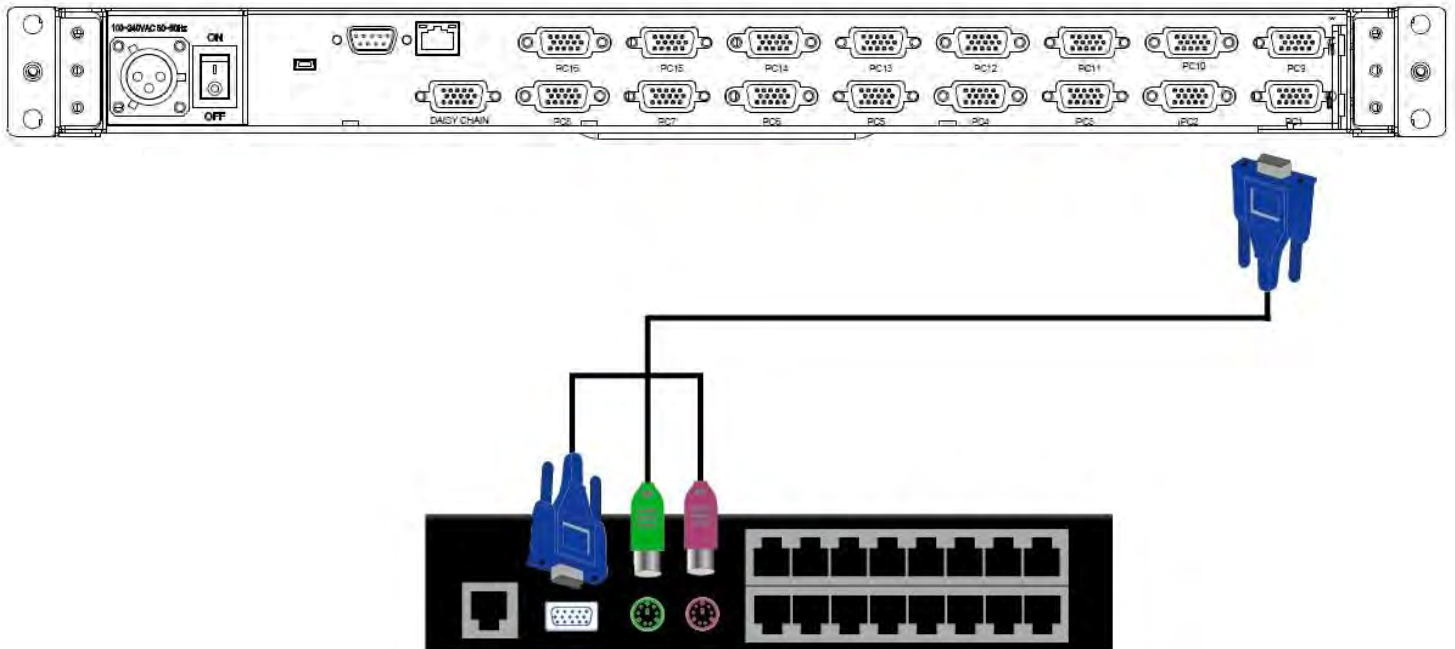 100-240VAC 50-60Hz
ON
OFF
PC16
PC15
PC14
PC13
PC12
PC11
PC10
PC9
DAISY CHAIN
PC8
PC7
PC6
PC5
PC4
PC3
PC2
PC1